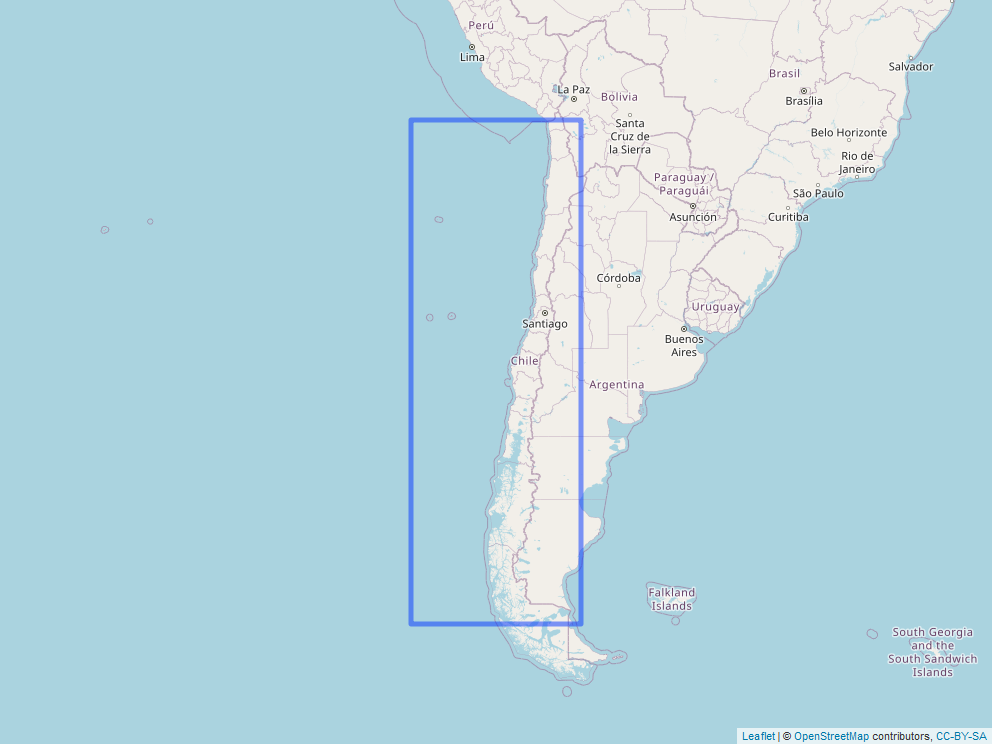 Perú
Lima
Salvador
Brasil
La Paz
Bolivia
Brasília
Santa
Cruz de
la Sierra
Belo Horizonte
Rio de
Janeiro
Paraguay /
Paraguái
São Paulo
Asunción
Curitiba
Córdoba
Uruguay
Santiago
Buenos
Aires
Chile
Argentina
Falkland
Islands
South Georgia
and the
South Sandwich
Islands
Leaflet | © OpenStreetMap contributors, CC-BY-SA